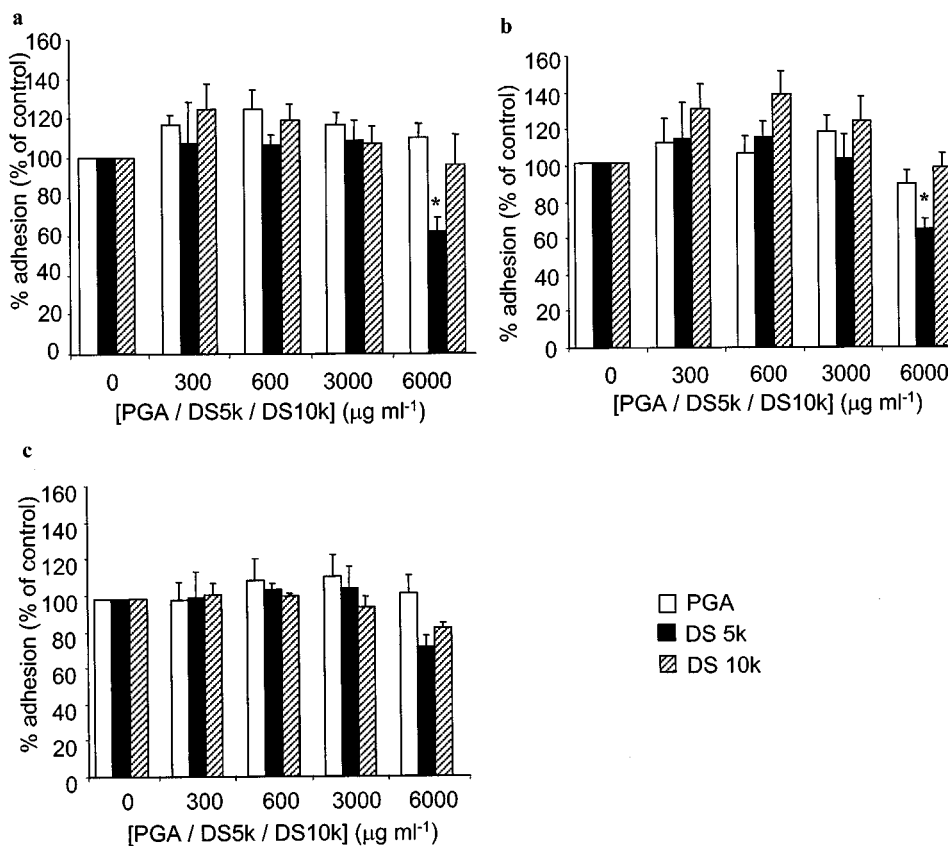 a
% adhesion (% of control)
160
140
120
100
80
60
40
20
0
*
0 300 600 3000 6000
[PGA / DS5k / DS10k] (μg ml⁻¹)
b
% adhesion (% of control)
160
140
120
100
80
60
40
20
0
*
0 300 600 3000 6000
[PGA / DS5k / DS10k] (μg ml⁻¹)
c
% adhesion (% of control)
160
140
120
100
80
60
40
20
0
0 300 600 3000 6000
[PGA / DS5k / DS10k] (μg ml⁻¹)
PGA
DS 5k
DS 10k